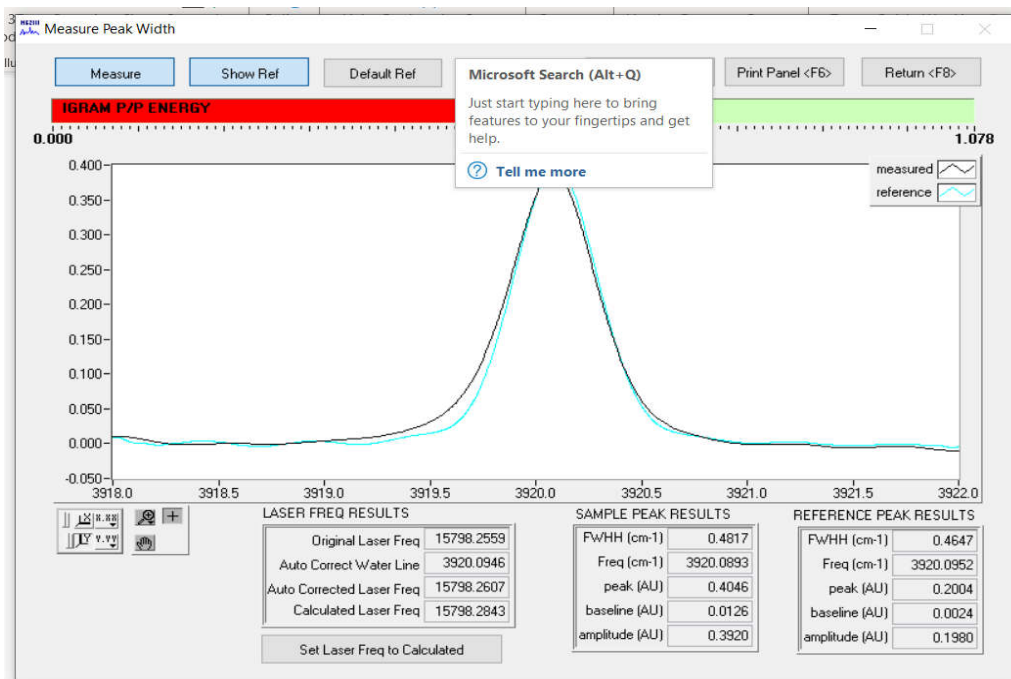 Measure Peak Width
Measure
Show Ref
Default Ref
Print Panel <F6>
Return <F8>
Microsoft Search (Alt+Q)
Just start typing here to bring
features to your fingertips and get
help.
Tell me more
IGRAM P/P ENERGY
0.000
1.078
measured
reference
0.400
0.350
0.300
0.250
0.200
0.150
0.100
0.050
0.000
-0.050
3918.0 3918.5 3919.0 3919.5 3920.0 3920.5 3921.0 3921.5 3922.0
LASER FREQ RESULTS
Original Laser Freq 15798.2559
Auto Correct Water Line 3920.0946
Auto Corrected Laser Freq 15798.2607
Calculated Laser Freq 15798.2843
Set Laser Freq to Calculated
SAMPLE PEAK RESULTS
FWHH (cm-1) 0.4817
Freq (cm-1) 3920.0893
peak (AU) 0.4046
baseline (AU) 0.0126
amplitude (AU) 0.3920
REFERENCE PEAK RESULTS
FWHH (cm-1) 0.4647
Freq (cm-1) 3920.0952
peak (AU) 0.2004
baseline (AU) 0.0024
amplitude (AU) 0.1980